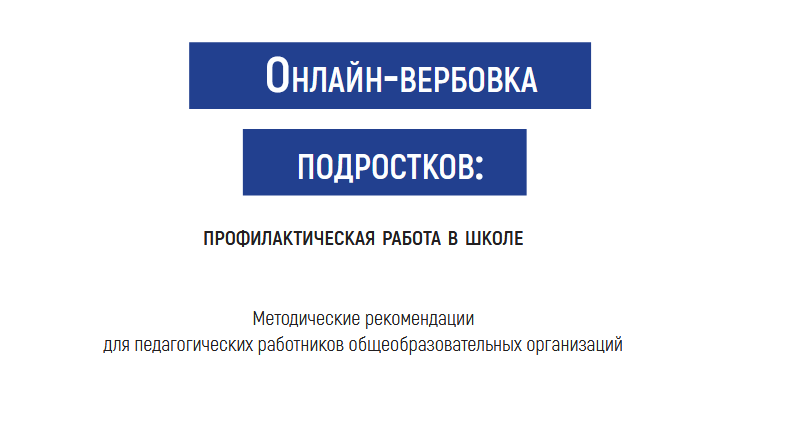 Онлайн-вербовка
подростков:
профилактическая работа в школе
Методические рекомендации
для педагогических работников общеобразовательных организаций